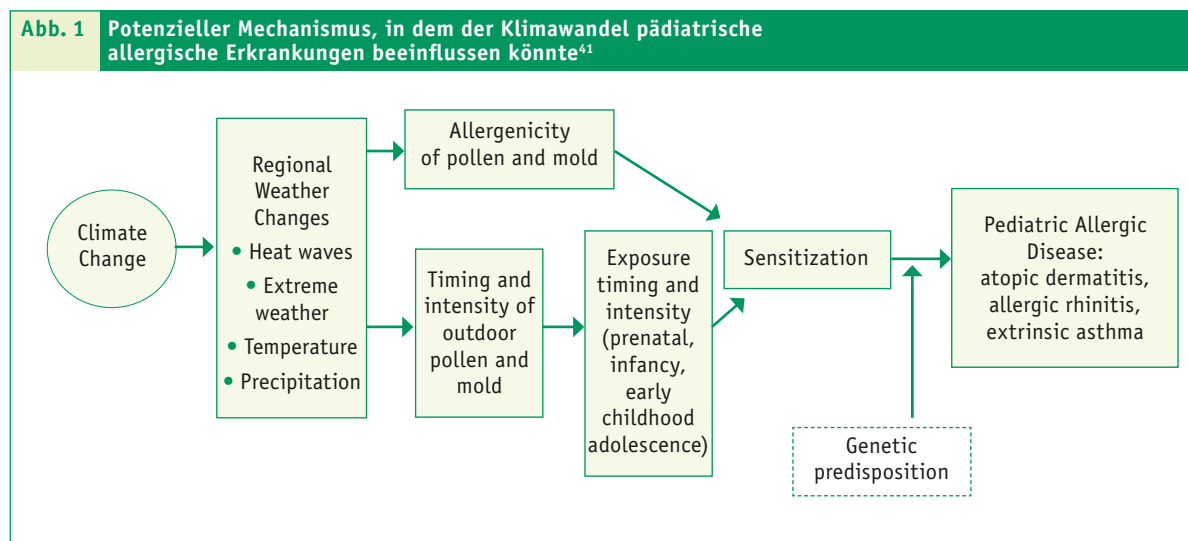 Abb. 1
Potenzieller Mechanismus, in dem der Klimawandel pädiatrische
allergische Erkrankungen beeinflussen könnte⁴¹
Climate
Change
Regional
Weather
Changes
• Heat waves
• Extreme
weather
• Temperature
• Precipitation
Allergenicity
of pollen and mold
Timing and
intensity of
outdoor
pollen and
mold
Exposure
timing and
intensity
(prenatal,
infancy,
early
childhood
adolescence)
Sensitization
Genetic
predisposition
Pediatric Allergic
Disease:
atopic dermatitis,
allergic rhinitis,
extrinsic asthma